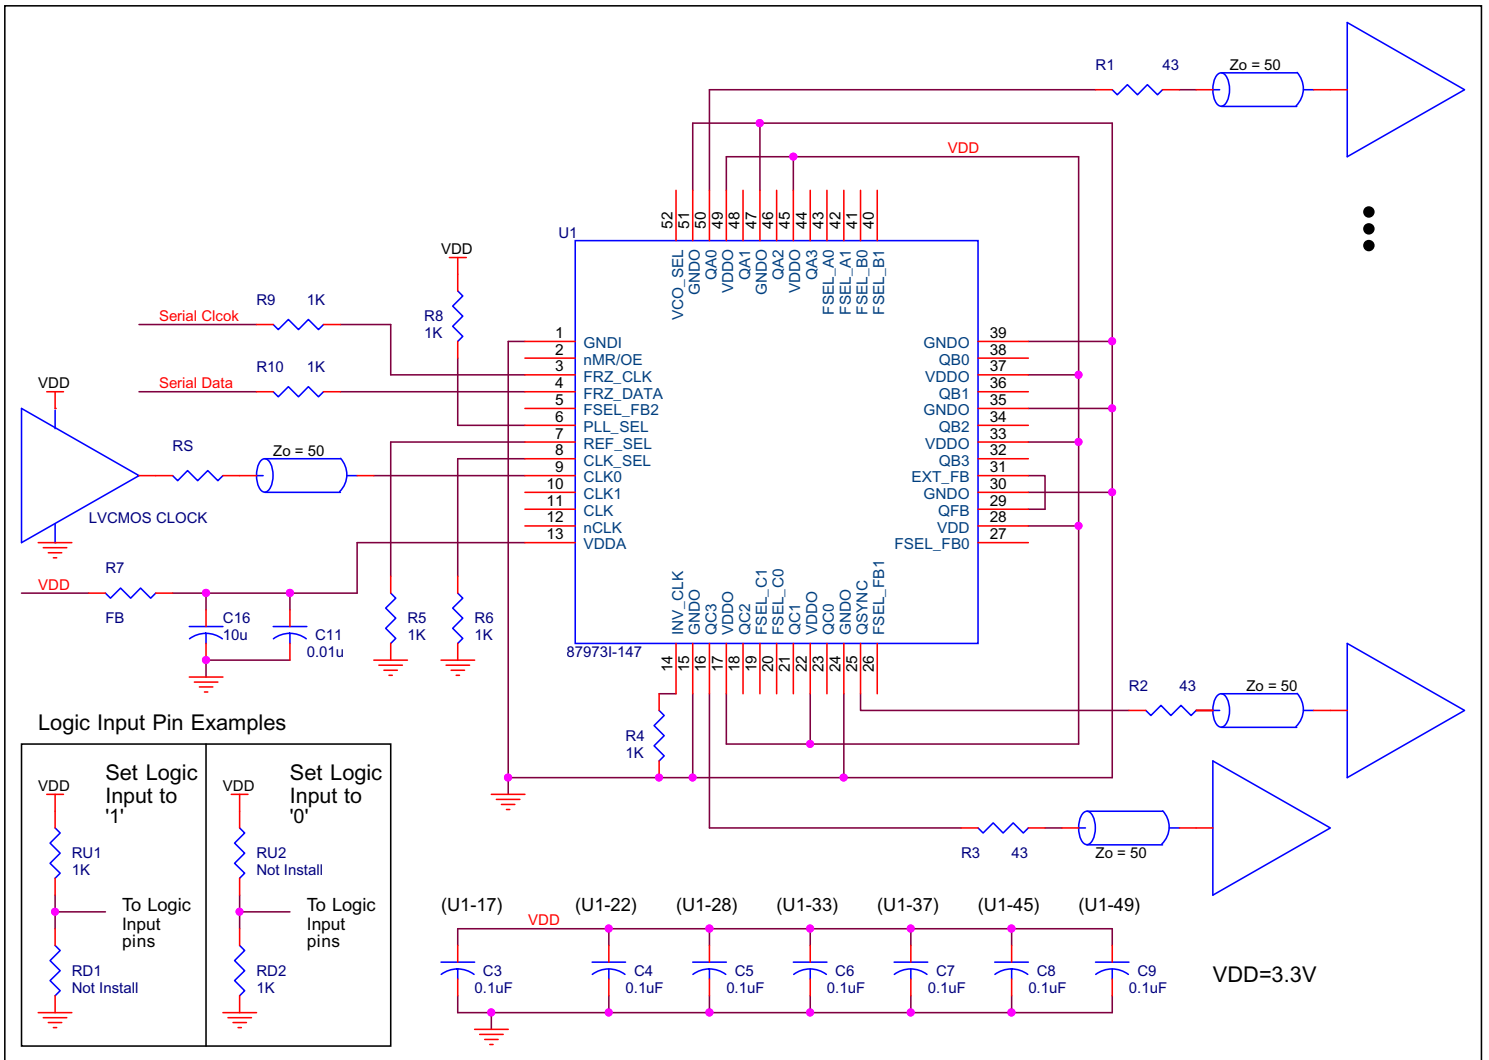 R1 43 Zo = 50
VDD
52 51 50 49 48 47 46 45 44 43 42 41 40
U1
VCO_SEL GNDO QA0 VDDO QA1 GNDO QA2 VDDO QA3 FSEL_A0 FSEL_A1 FSEL_B0 FSEL_B1
VDD
R8
1K
R9 1K
Serial Clcok
R10 1K
Serial Data
1 GNDI
2 nMR/OE
3 FRZ_CLK
4 FRZ_DATA
5 FSEL_FB2
6 PLL_SEL
7 REF_SEL
8 CLK_SEL
9 CLK0
10 CLK1
11 CLK
12 nCLK
13 VDDA
GNDO 39
QB0 38
VDDO 37
QB1 36
GNDO 35
QB2 34
VDDO 33
QB3 32
EXT_FB 31
GNDO 30
QFB 29
VDD 28
FSEL_FB0 27
VDD
RS
Zo = 50
LVCMOS CLOCK
VDD
R7
FB
C16
10u
C11
0.01u
R5
1K
R6
1K
INV_CLK GNDO QC3 VDDO QC2 FSEL_C1 FSEL_C0 QC1 VDDO QC0 GNDO QSYNC FSEL_FB1
87973I-147
14 15 16 17 18 19 20 21 22 23 24 25 26
R4
1K
R2 43 Zo = 50
R3 43 Zo = 50
Logic Input Pin Examples
Set Logic
Input to
'1'
VDD
RU1
1K
To Logic
Input
pins
RD1
Not Install
Set Logic
Input to
'0'
VDD
RU2
Not Install
To Logic
Input
pins
RD2
1K
(U1-17) (U1-22) (U1-28) (U1-33) (U1-37) (U1-45) (U1-49)
VDD
C3
0.1uF
C4
0.1uF
C5
0.1uF
C6
0.1uF
C7
0.1uF
C8
0.1uF
C9
0.1uF
VDD=3.3V